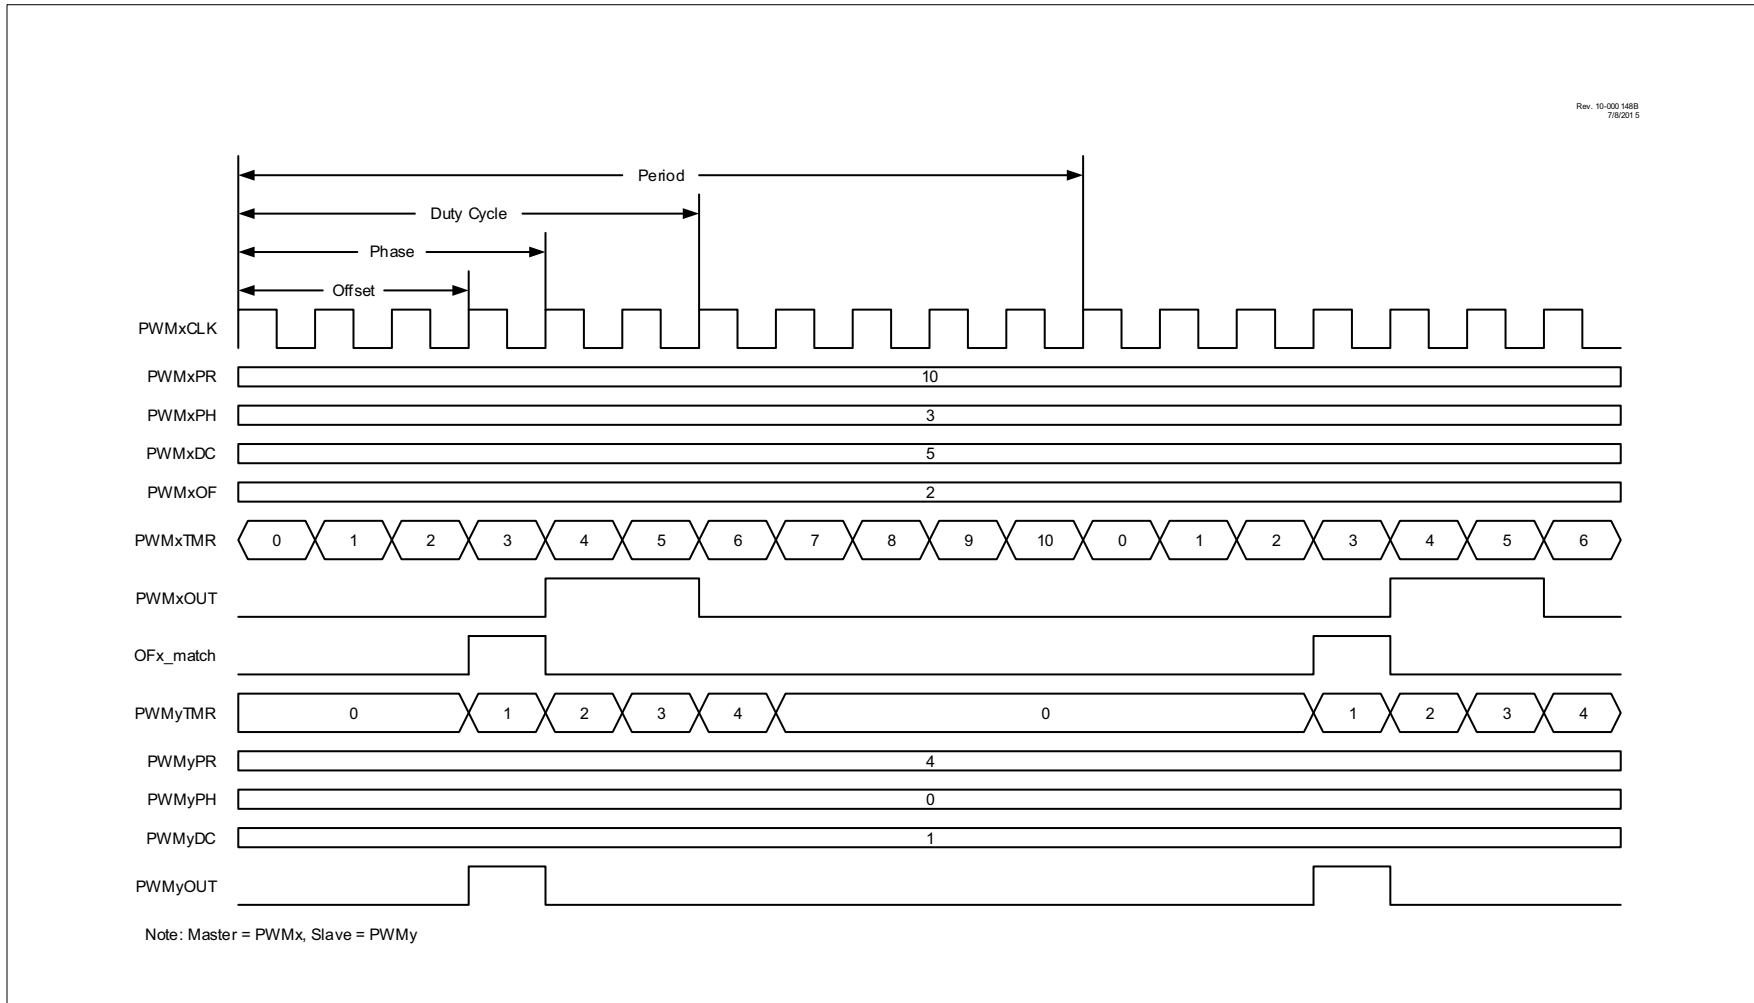 Rev. 10-000 148B
7/8/201 5
Period
Duty Cycle
Phase
Offset
PWMxCLK
PWMxPR 10
PWMxPH 3
PWMxDC 5
PWMxOF 2
PWMxTMR 0 1 2 3 4 5 6 7 8 9 10 0 1 2 3 4 5 6
PWMxOUT
OFx_match
PWMyTMR 0 1 2 3 4 0 1 2 3 4
PWMyPR 4
PWMyPH 0
PWMyDC 1
PWMyOUT
Note: Master = PWMx, Slave = PWMy